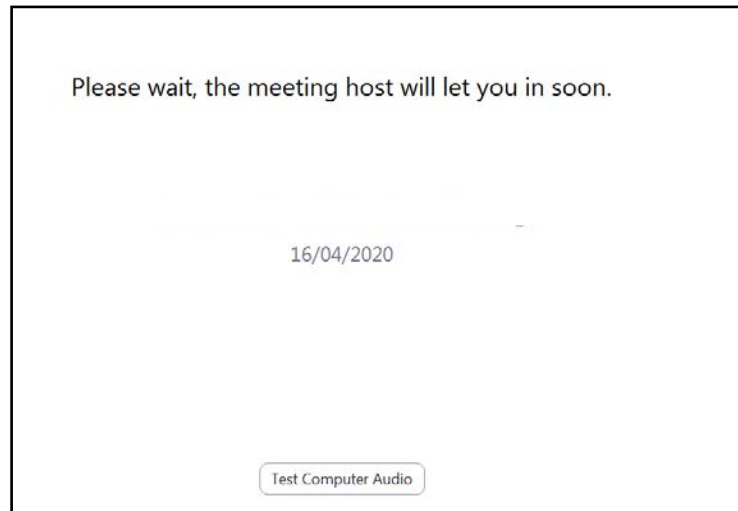 Please wait, the meeting host will let you in soon.
16/04/2020
Test Computer Audio